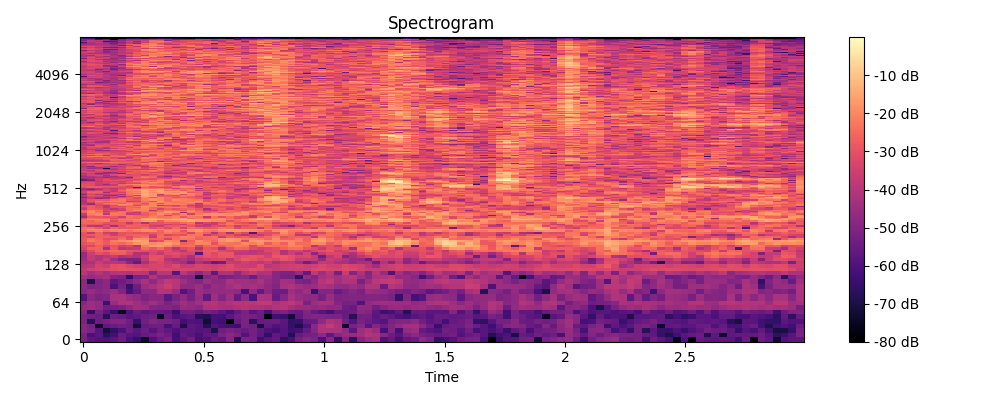 Spectrogram
Hz
4096
2048
1024
512
256
128
64
0
0 0.5 1 1.5 2 2.5
Time
-10 dB
-20 dB
-30 dB
-40 dB
-50 dB
-60 dB
-70 dB
-80 dB